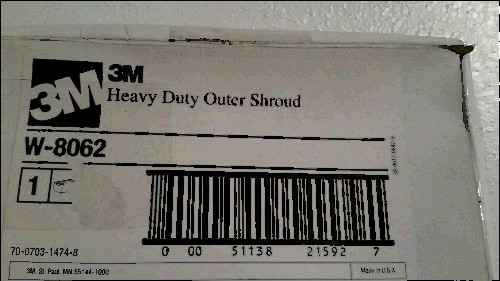 3M
3M
Heavy Duty Outer Shroud
W-8062
1
0 00 51138 21592 7
70-0703-1474-8
3M, St. Paul, MN 55144-1000
Made in U.S.A.